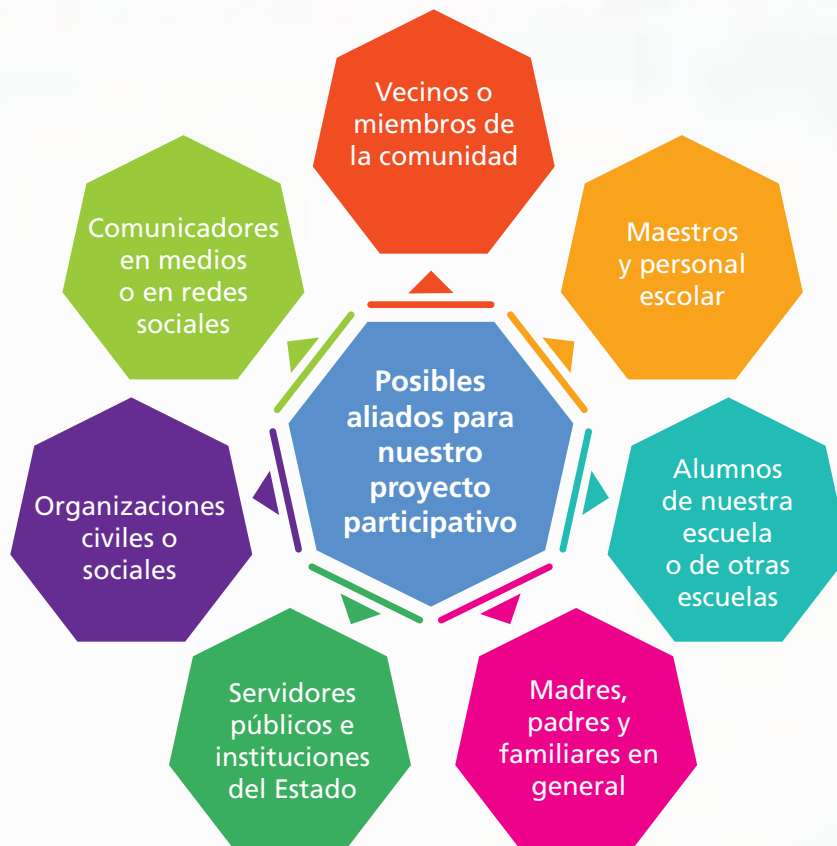 Vecinos o
miembros de
la comunidad
Maestros
y personal
escolar
Alumnos
de nuestra
escuela
o de otras
escuelas
Madres,
padres y
familiares en
general
Servidores
públicos e
instituciones
del Estado
Organizaciones
civiles o
sociales
Comunicadores
en medios
o en redes
sociales
Posibles
aliados para
nuestro
proyecto
participativo